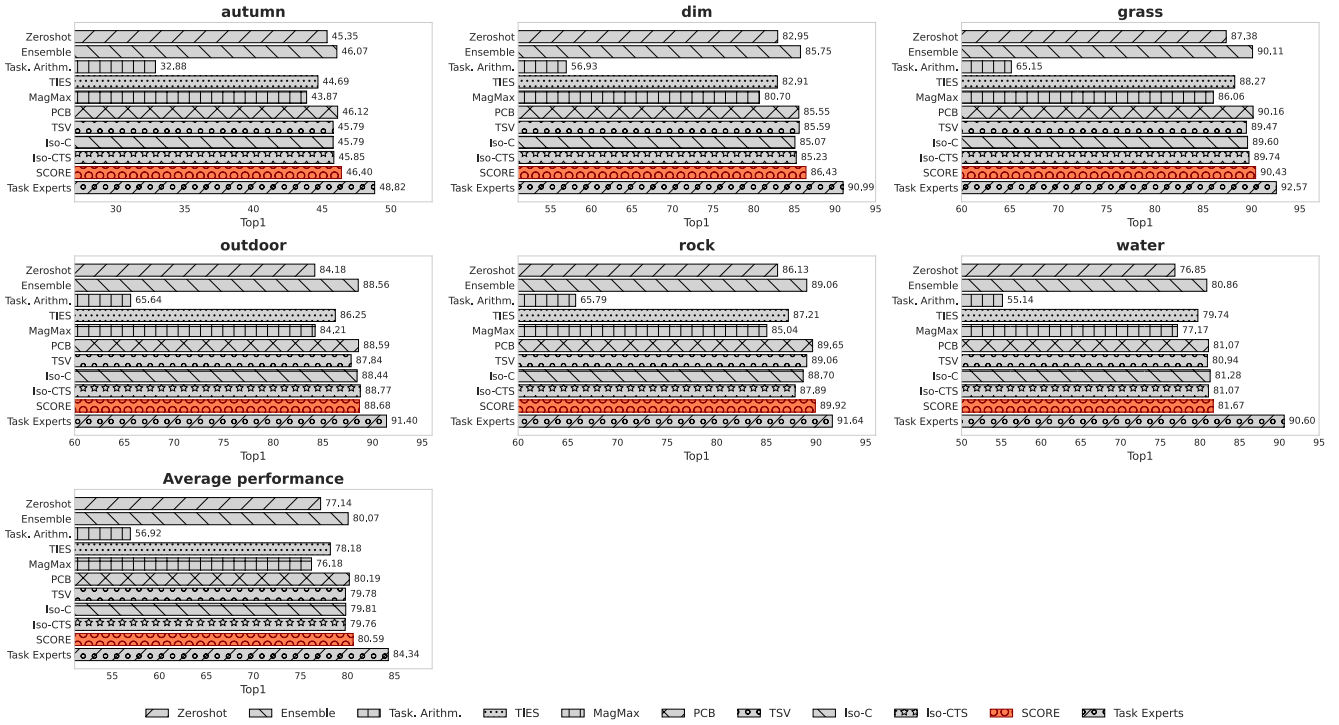 autumn
Zeroshot 45.35
Ensemble 46.07
Task. Arithm. 32.88
TIES 44.69
MagMax 43.87
PCB 46.12
TSV 45.79
Iso-C 45.79
Iso-CTS 45.85
SCORE 46.40
Task Experts 48.82
30 35 40 45 50
Top1
dim
Zeroshot 82.95
Ensemble 85.75
Task. Arithm. 56.93
TIES 82.91
MagMax 80.70
PCB 85.55
TSV 85.59
Iso-C 85.07
Iso-CTS 85.23
SCORE 86.43
Task Experts 90.99
55 60 65 70 75 80 85 90 95
Top1
grass
Zeroshot 87.38
Ensemble 90.11
Task. Arithm. 65.15
TIES 88.27
MagMax 86.06
PCB 90.16
TSV 89.47
Iso-C 89.60
Iso-CTS 89.74
SCORE 90.43
Task Experts 92.57
60 65 70 75 80 85 90 95
Top1
outdoor
Zeroshot 84.18
Ensemble 88.56
Task. Arithm. 65.64
TIES 86.25
MagMax 84.21
PCB 88.59
TSV 87.84
Iso-C 88.44
Iso-CTS 88.77
SCORE 88.68
Task Experts 91.40
60 65 70 75 80 85 90 95
Top1
rock
Zeroshot 86.13
Ensemble 89.06
Task. Arithm. 65.79
TIES 87.21
MagMax 85.04
PCB 89.65
TSV 89.06
Iso-C 88.70
Iso-CTS 87.89
SCORE 89.92
Task Experts 91.64
60 65 70 75 80 85 90 95
Top1
water
Zeroshot 76.85
Ensemble 80.86
Task. Arithm. 55.14
TIES 79.74
MagMax 77.17
PCB 81.07
TSV 80.94
Iso-C 81.28
Iso-CTS 81.07
SCORE 81.67
Task Experts 90.60
50 55 60 65 70 75 80 85 90 95
Top1
Average performance
Zeroshot 77.14
Ensemble 80.07
Task. Arithm. 56.92
TIES 78.18
MagMax 76.18
PCB 80.19
TSV 79.78
Iso-C 79.81
Iso-CTS 79.76
SCORE 80.59
Task Experts 84.34
55 60 65 70 75 80 85
Top1
Zeroshot Ensemble Task. Arithm. TIES MagMax PCB TSV Iso-C Iso-CTS SCORE Task Experts